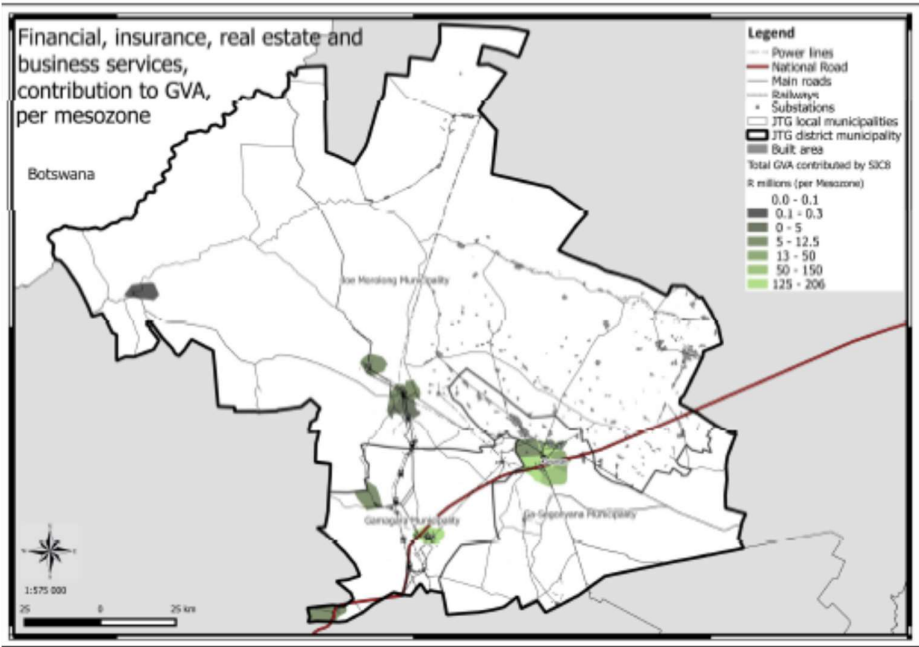 Financial, insurance, real estate and
business services,
contribution to GVA,
per mesozone
Botswana
Legend
Power lines
National Road
Main roads
Railways
Substations
JTG local municipalities
JTG district municipality
Built area
Total GVA contributed by SIC8
R millions (per Mesozone)
0.0 - 0.1
0.1 - 0.3
0 - 5
5 - 12.5
13 - 50
50 - 150
125 - 206
Joe Morolong Municipality
Gamagara Municipality
Ga-Segonyana Municipality
1:575 000
25 0 25 km